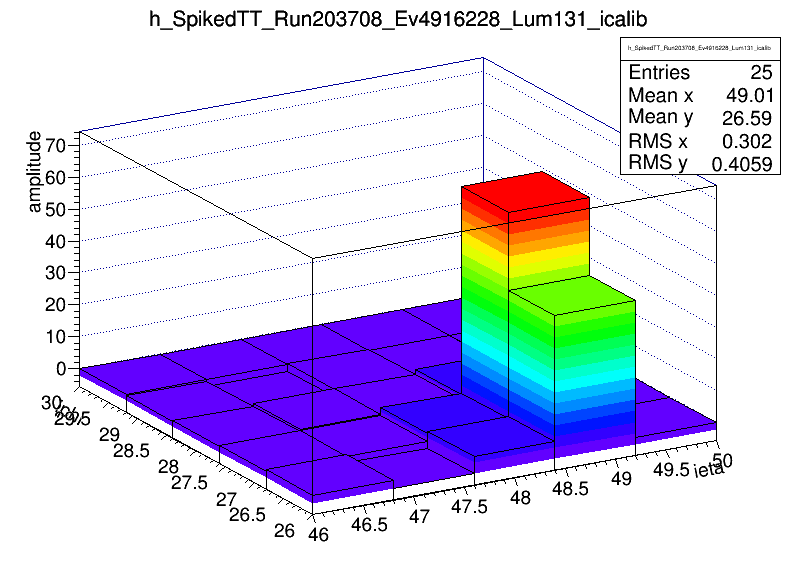 h_SpikedTT_Run203708_Ev4916228_Lum131_icalib
h_SpikedTT_Run203708_Ev4916228_Lum131_icalib
Entries 25
Mean x 49.01
Mean y 26.59
RMS x 0.302
RMS y 0.4059
amplitude
70
60
50
40
30
20
10
0
30
29.5
29
28.5
28
27.5
27
26.5
26
46
46.5
47
47.5
48
48.5
49
49.5
50
ieta